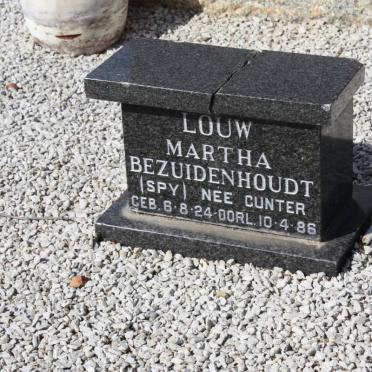 LOUW
MARTHA
BEZUIDENHOUDT
(SPY) NEE GUNTER
GEB. 6·8·24·OORL. 10·4·86